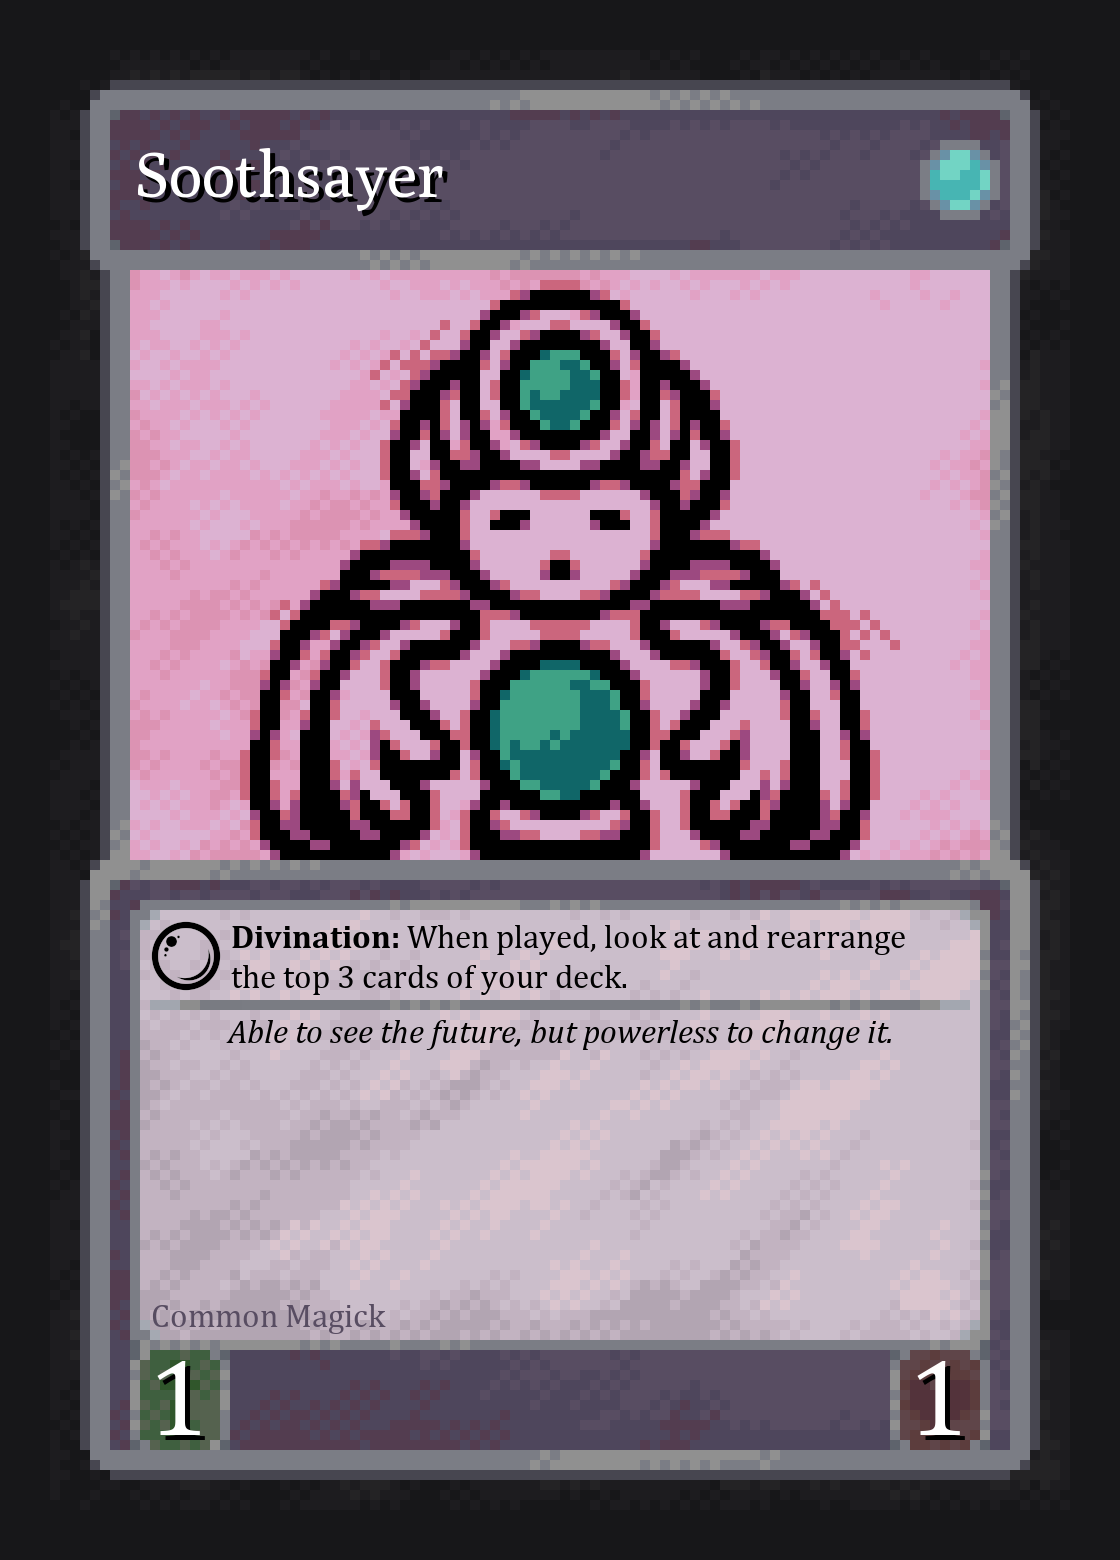 Soothsayer
Divination: When played, look at and rearrange
the top 3 cards of your deck.
Able to see the future, but powerless to change it.
Common Magick
1 1